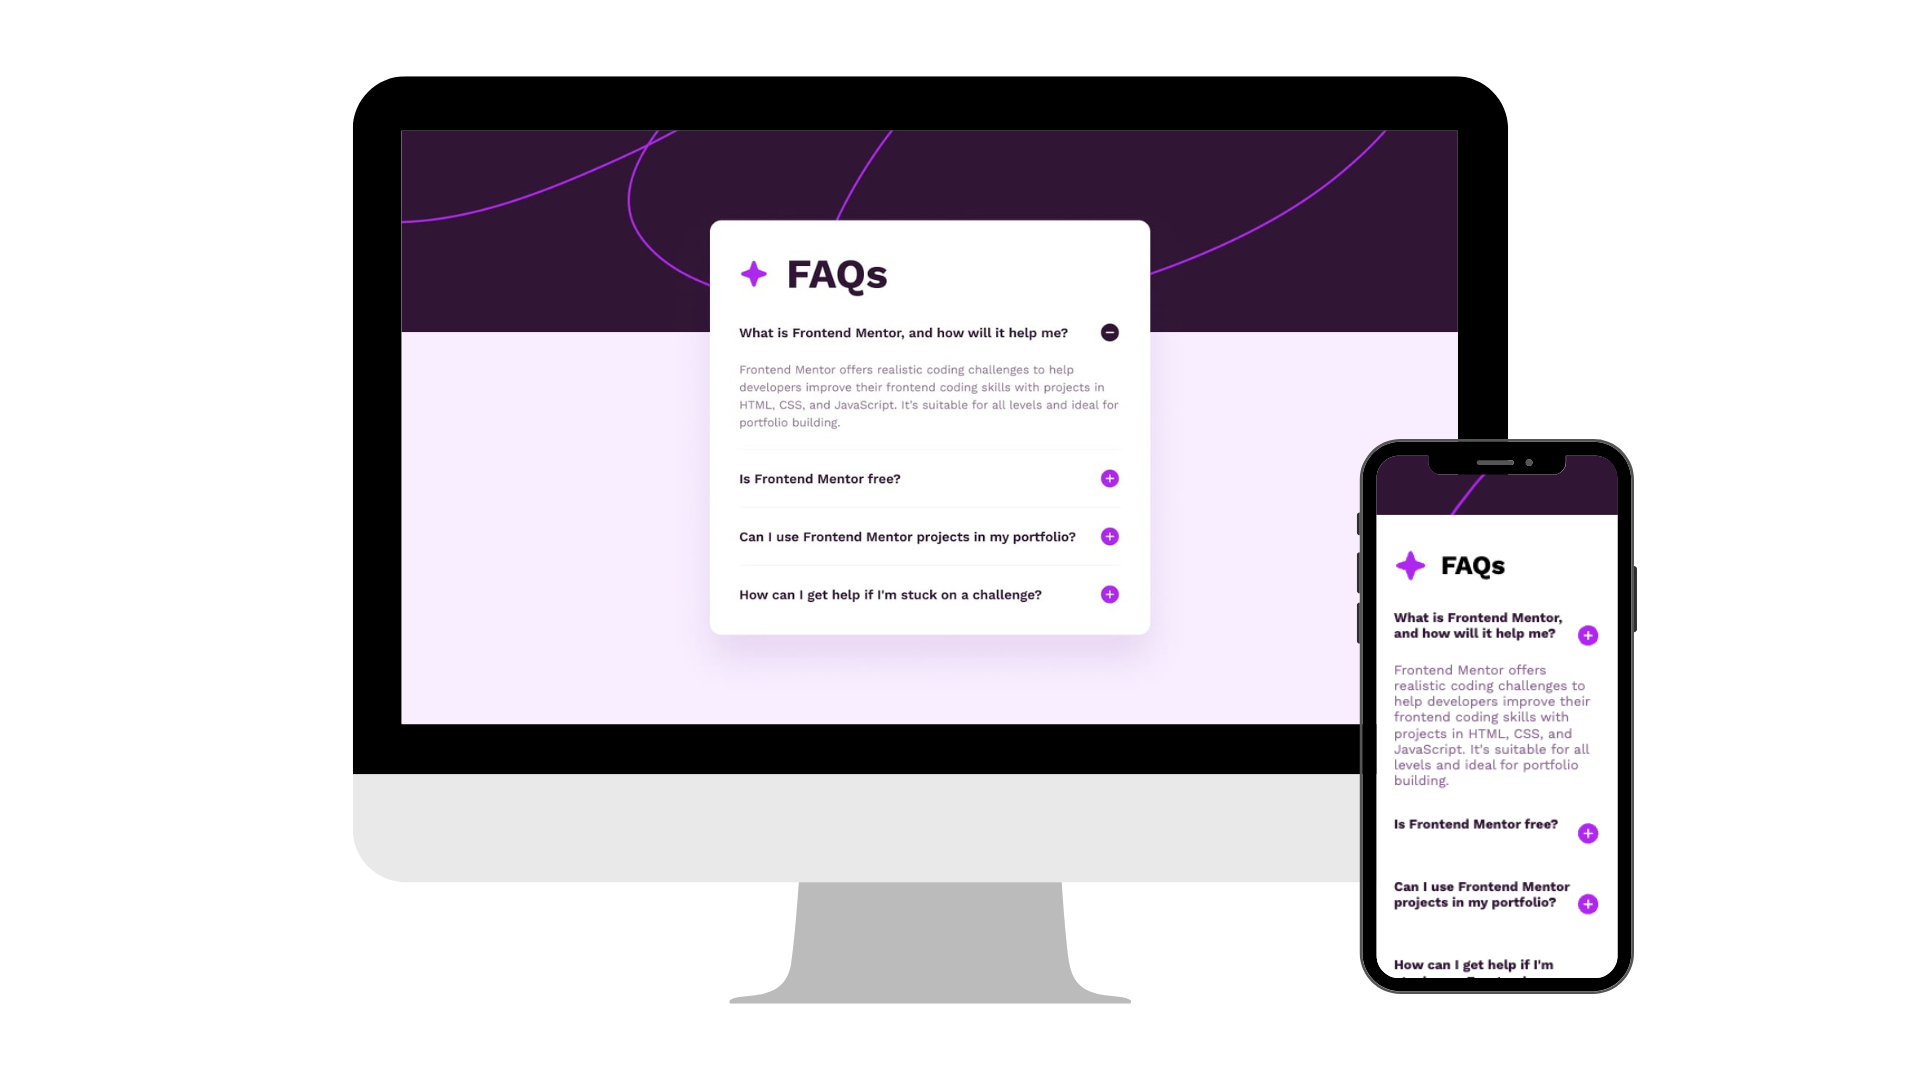 FAQs
What is Frontend Mentor, and how will it help me?
Frontend Mentor offers realistic coding challenges to help
developers improve their frontend coding skills with projects in
HTML, CSS, and JavaScript. It's suitable for all levels and ideal for
portfolio building.
Is Frontend Mentor free?
Can I use Frontend Mentor projects in my portfolio?
How can I get help if I'm stuck on a challenge?
FAQs
What is Frontend Mentor,
and how will it help me?
Frontend Mentor offers
realistic coding challenges to
help developers improve their
frontend coding skills with
projects in HTML, CSS, and
JavaScript. It's suitable for all
levels and ideal for portfolio
building.
Is Frontend Mentor free?
Can I use Frontend Mentor
projects in my portfolio?
How can I get help if I'm